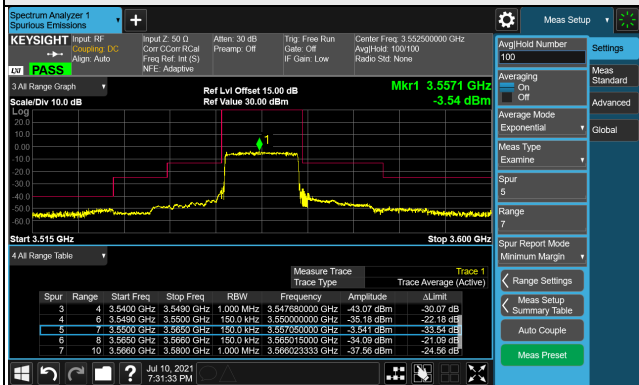 Spectrum Analyzer 1
Spurious Emissions
Meas Setup
KEYSIGHT
Input: RF
Coupling: DC
Align: Auto
Input Z: 50 Ω
Corr CCorr RCal
Freq Ref: Int (S)
NFE: Adaptive
Atten: 30 dB
Preamp: Off
Trig: Free Run
Gate: Off
IF Gain: Low
Center Freq: 3.552500000 GHz
Avg|Hold: 100/100
Radio Std: None
LXI PASS
3 All Range Graph
Scale/Div 10.0 dB
Ref Lvl Offset 15.00 dB
Ref Value 30.00 dBm
Mkr1 3.5571 GHz
-3.54 dBm
Log
20.0
10.0
0.00
-10.0
-20.0
-30.0
-40.0
-50.0
-60.0
1
Start 3.515 GHz
Stop 3.600 GHz
4 All Range Table
Measure Trace Trace 1
Trace Type Trace Average (Active)
Spur Range Start Freq Stop Freq RBW Frequency Amplitude ΔLimit
3 4 3.5400 GHz 3.5490 GHz 1.000 MHz 3.547680000 GHz -43.07 dBm -30.07 dB
4 6 3.5490 GHz 3.5500 GHz 150.0 kHz 3.550000000 GHz -35.18 dBm -22.18 dB
5 7 3.5500 GHz 3.5650 GHz 150.0 kHz 3.557050000 GHz -3.541 dBm -33.54 dB
6 8 3.5650 GHz 3.5660 GHz 150.0 kHz 3.565015000 GHz -34.09 dBm -21.09 dB
7 10 3.5660 GHz 3.5800 GHz 1.000 MHz 3.566023333 GHz -37.56 dBm -24.56 dB
Jul 10, 2021
7:31:33 PM
Avg|Hold Number
100
Averaging
On
Off
Average Mode
Exponential
Meas Type
Examine
Spur
5
Range
7
Spur Report Mode
Minimum Margin
Range Settings
Meas Setup
Summary Table
Auto Couple
Meas Preset
Settings
Meas
Standard
Advanced
Global